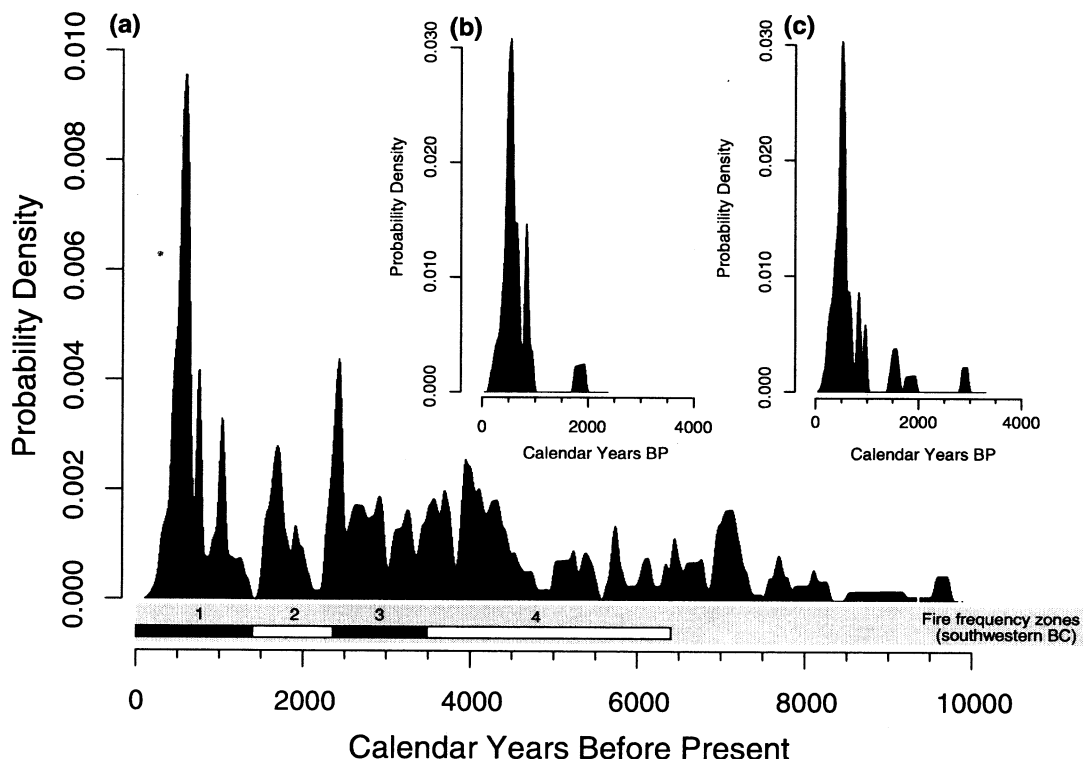 (a)
0.010
0.008
0.006
0.004
0.002
0.000
Probability Density
(b)
0.030
0.020
0.010
0.000
Probability Density
0 2000 4000
Calendar Years BP
(c)
0.030
0.020
0.010
0.000
Probability Density
0 2000 4000
Calendar Years BP
1 2 3 4
Fire frequency zones
(southwestern BC)
0 2000 4000 6000 8000 10000
Calendar Years Before Present